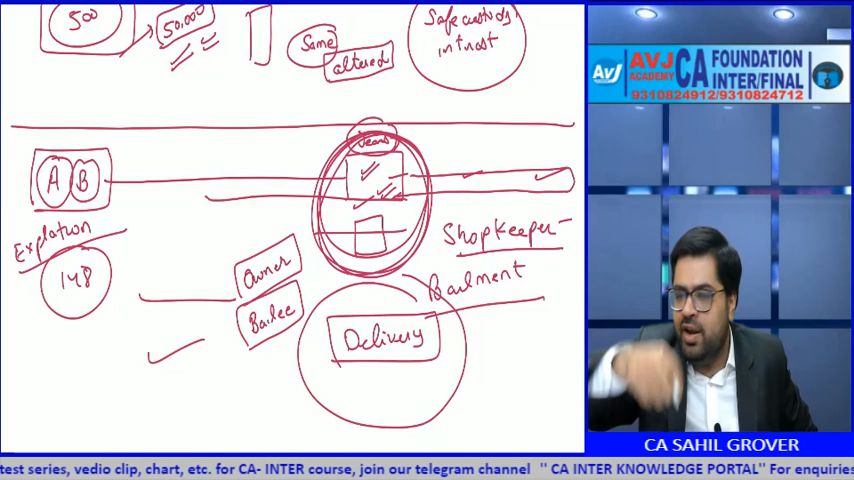 500
50,000
Same
altered
Safe custody
in trust
AVJ
AVJ
ACADEMY
CA
FOUNDATION
INTER/FINAL
9310824912/9310824712
A B
Explation
148
Owner
Bailee
Shopkeeper
Bailment
Delivery
CA SAHIL GROVER
test series, vedio clip, chart, etc. for CA- INTER course, join our telegram channel '' CA INTER KNOWLEDGE PORTAL'' For enquiries